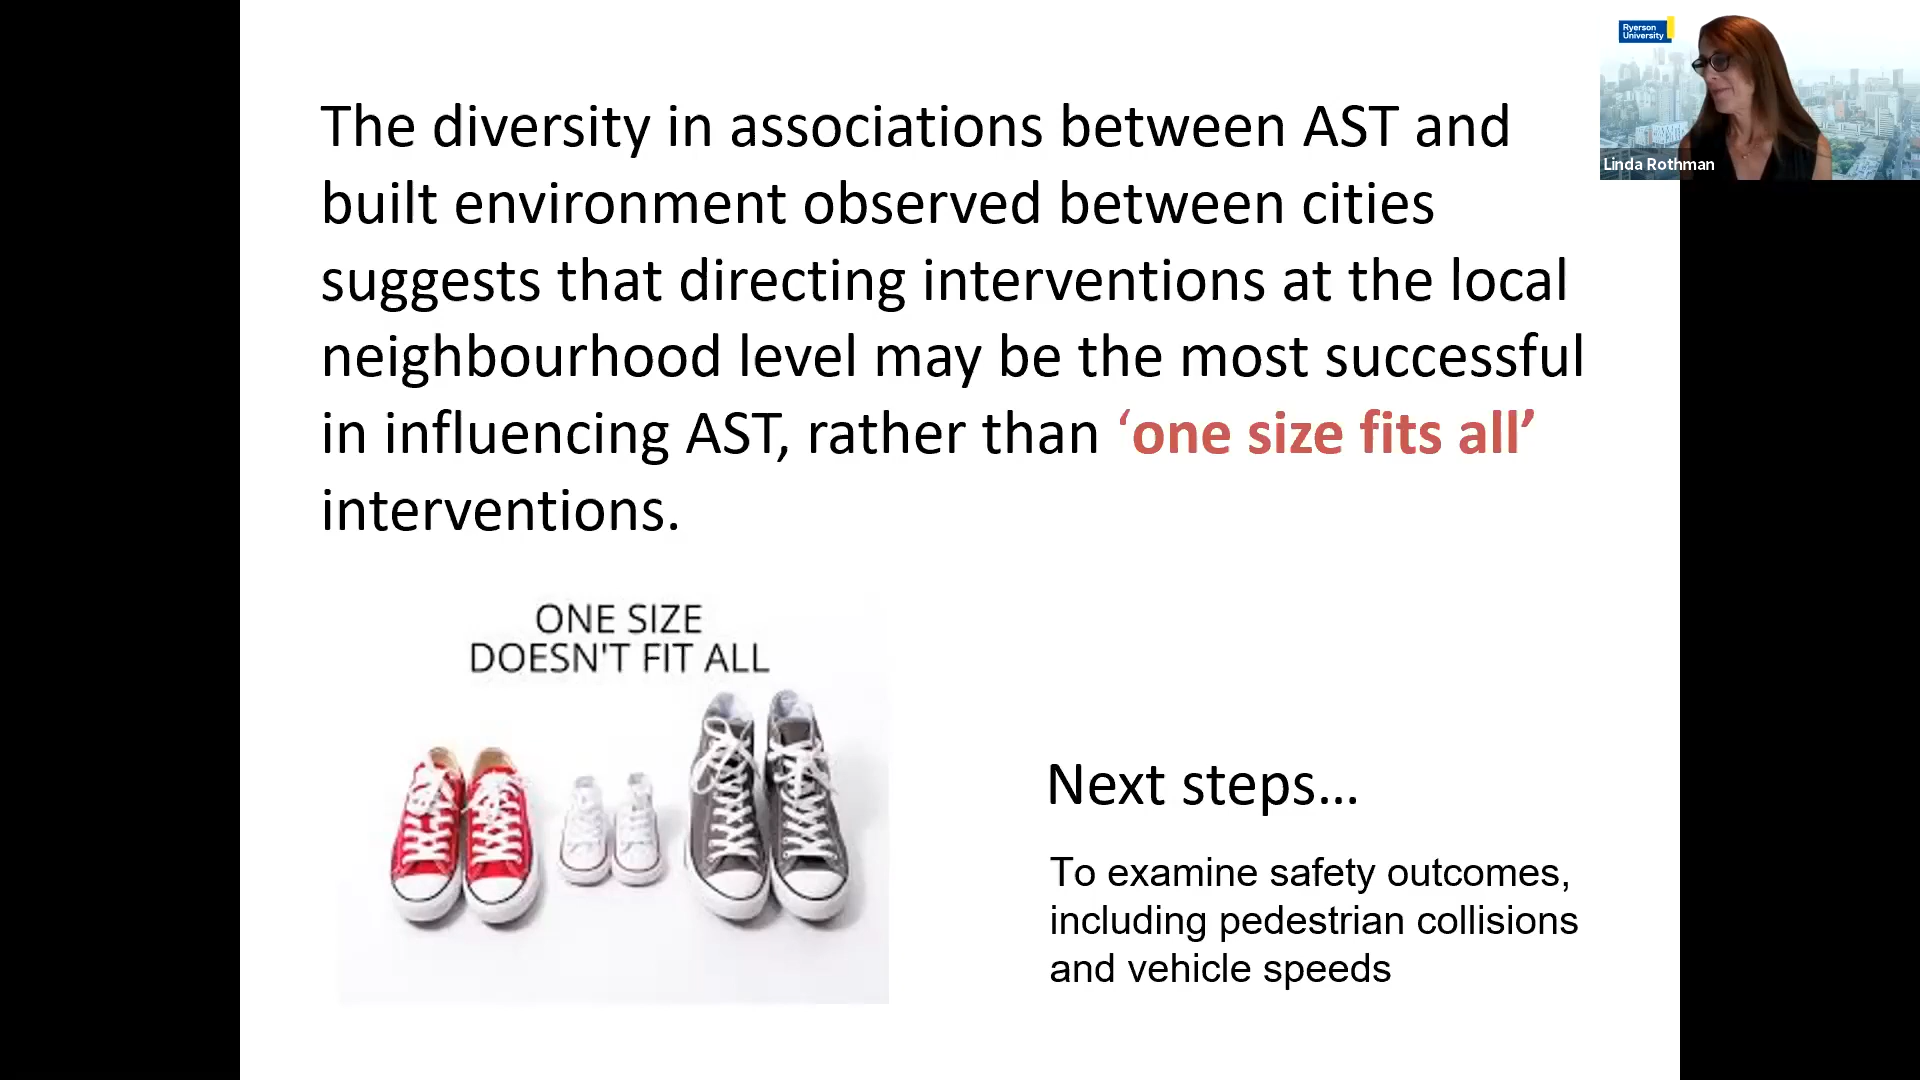 The diversity in associations between AST and
built environment observed between cities
suggests that directing interventions at the local
neighbourhood level may be the most successful
in influencing AST, rather than ‘one size fits all’
interventions.
ONE SIZE
DOESN'T FIT ALL
Next steps…
To examine safety outcomes,
including pedestrian collisions
and vehicle speeds
Ryerson
University
Linda Rothman